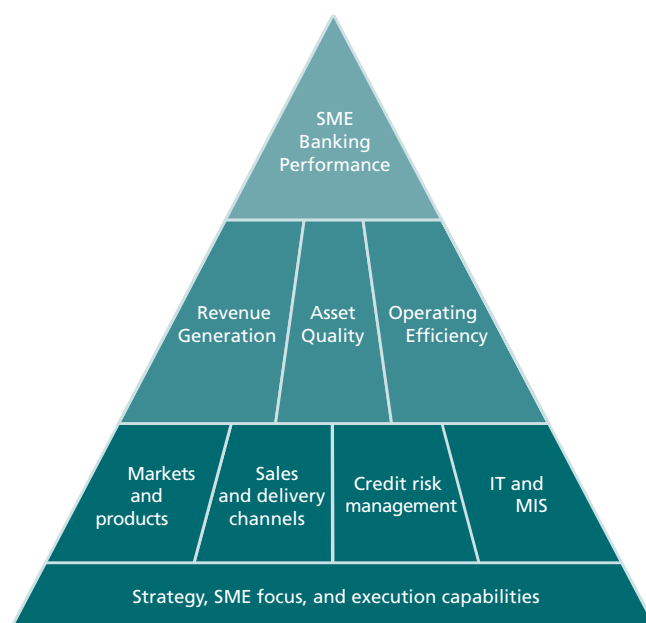 SME
Banking
Performance
Revenue
Generation
Asset
Quality
Operating
Efficiency
Markets
and
products
Sales
and delivery
channels
Credit risk
management
IT and
MIS
Strategy, SME focus, and execution capabilities